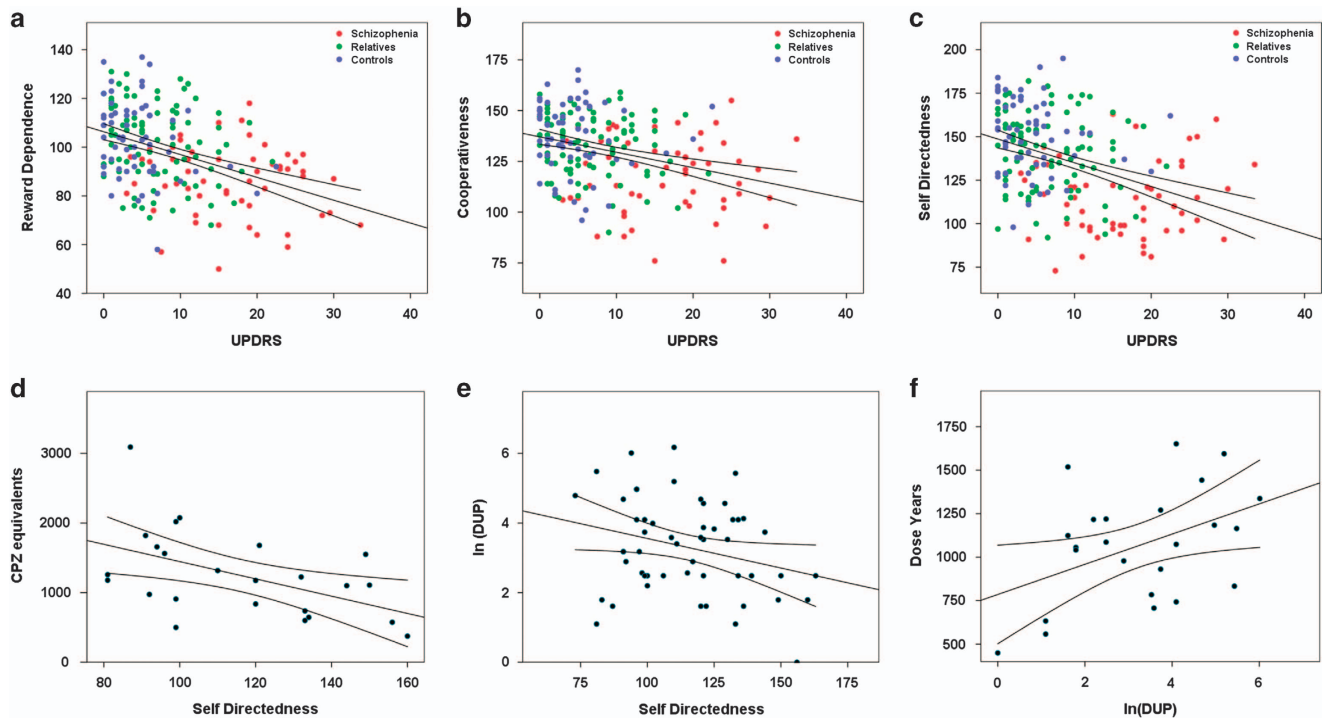 a
Schizophenia
Relatives
Controls
140
120
100
80
60
40
Reward Dependence
0 10 20 30 40
UPDRS
b
Schizophenia
Relatives
Controls
175
150
125
100
75
Cooperativeness
0 10 20 30 40
UPDRS
c
Schizophenia
Relatives
Controls
200
175
150
125
100
75
Self Directedness
0 10 20 30 40
UPDRS
d
3000
2000
1000
0
CPZ equivalents
80 100 120 140 160
Self Directedness
e
6
4
2
0
ln (DUP)
75 100 125 150 175
Self Directedness
f
1750
1500
1250
1000
750
500
Dose Years
0 2 4 6
ln(DUP)